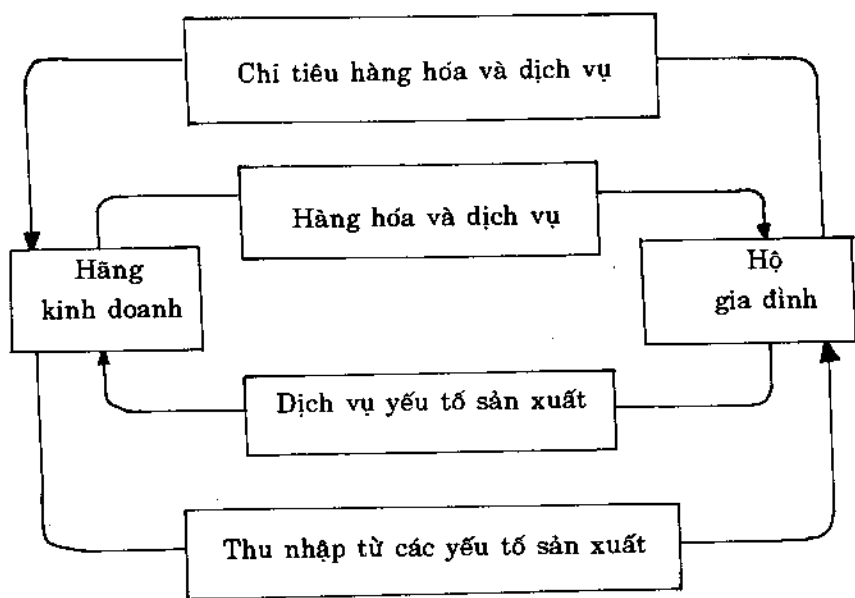 Chi tiêu hàng hóa và dịch vụ
Hàng hóa và dịch vụ
Hãng
kinh doanh
Hộ
gia đình
Dịch vụ yếu tố sản xuất
Thu nhập từ các yếu tố sản xuất